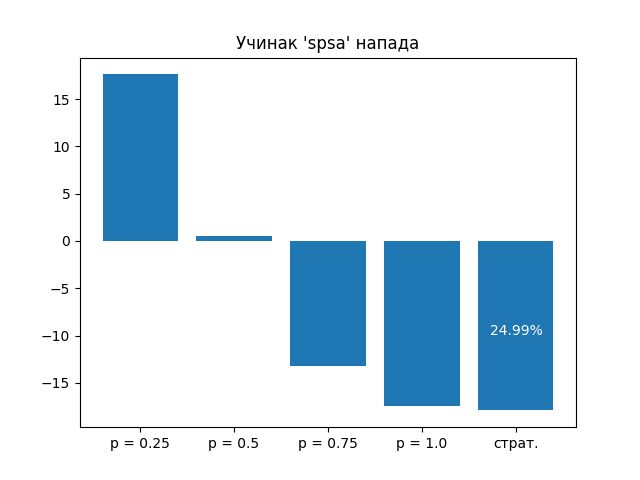 Учинак 'spsa' напада
15
10
5
0
−5
−10
−15
24.99%
p = 0.25
p = 0.5
p = 0.75
p = 1.0
страт.